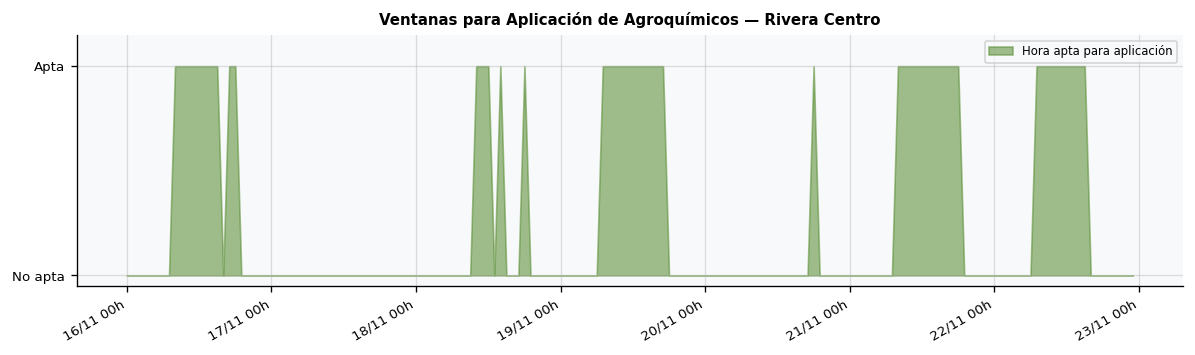 Ventanas para Aplicación de Agroquímicos — Rivera Centro
Hora apta para aplicación
Apta
No apta
16/11 00h
17/11 00h
18/11 00h
19/11 00h
20/11 00h
21/11 00h
22/11 00h
23/11 00h